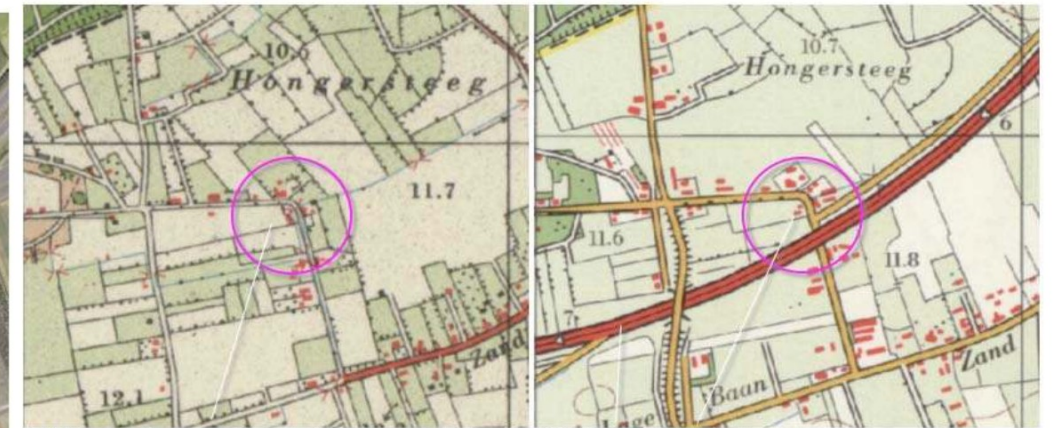 10.6
Hongersteeg
11.7
12.1
Zand
10.7
Hongersteeg
6
11.6
11.8
7
Zand
Baan
Lage